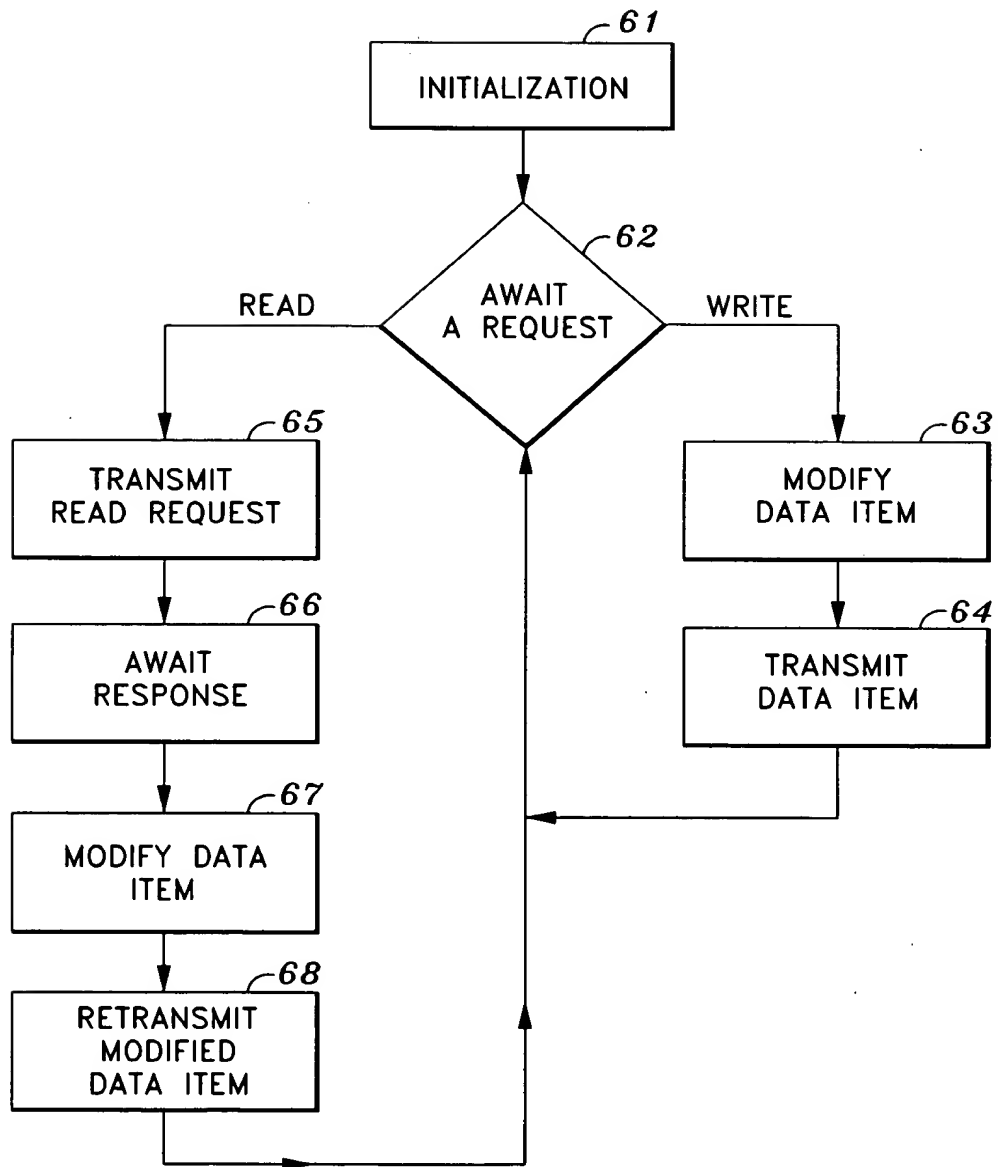 61
INITIALIZATION
62
AWAIT
A REQUEST
READ
WRITE
65
TRANSMIT
READ REQUEST
63
MODIFY
DATA ITEM
66
AWAIT
RESPONSE
64
TRANSMIT
DATA ITEM
67
MODIFY DATA
ITEM
68
RETRANSMIT
MODIFIED
DATA ITEM